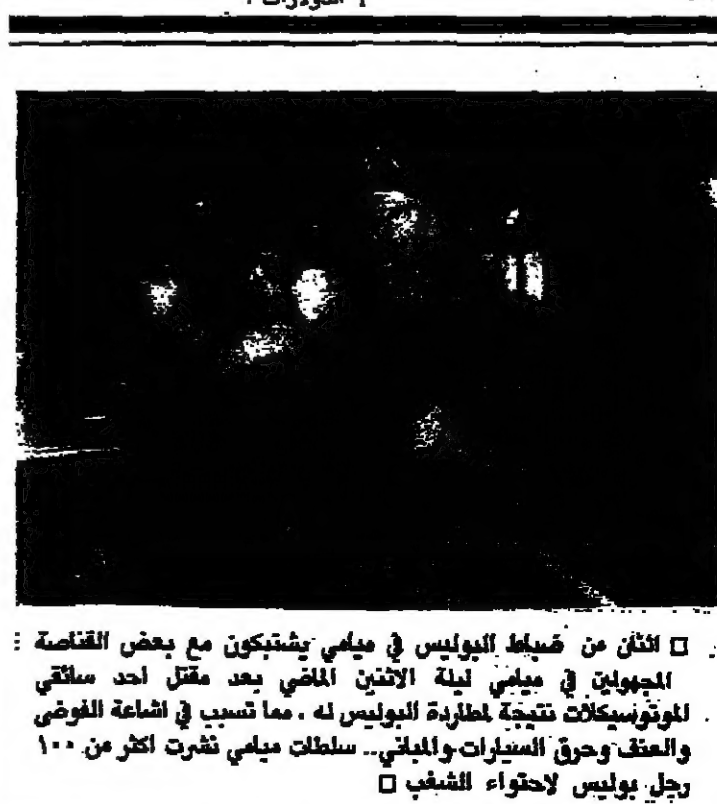 □ اثنان من ضباط البوليس في ميامي يشتبكون مع بعض القناصة
المجهولين في ميامي ليلة الاثنين الماضي بعد مقتل احد سائقي
الموتوسيكلات نتيجة لمطاردة البوليس له . مما تسبب في اشاعة الفوضى
والعنف وحرق السيارات والمباني.. سلطات ميامي نشرت اكثر من ١٠٠
رجل بوليس لاحتواء الشغب □